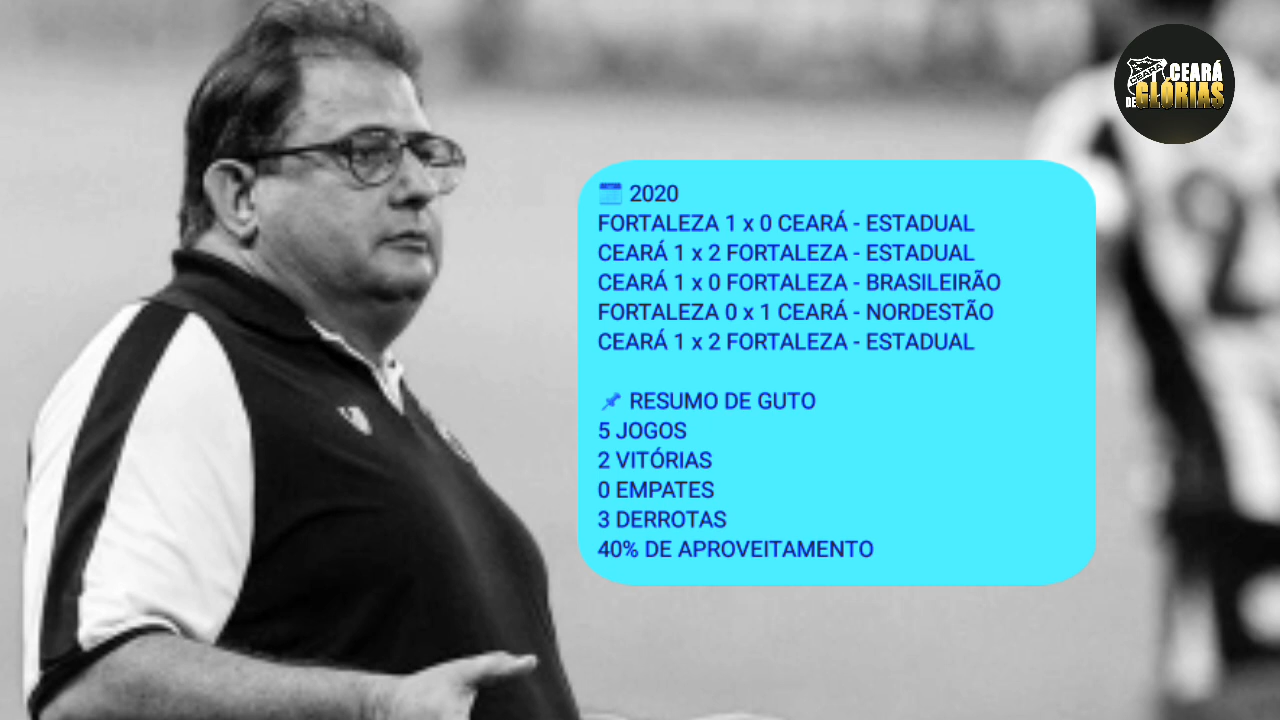 CEARÁ
DE GLÓRIAS
2020
FORTALEZA 1 x 0 CEARÁ - ESTADUAL
CEARÁ 1 x 2 FORTALEZA - ESTADUAL
CEARÁ 1 x 0 FORTALEZA - BRASILEIRÃO
FORTALEZA 0 x 1 CEARÁ - NORDESTÃO
CEARÁ 1 x 2 FORTALEZA - ESTADUAL
RESUMO DE GUTO
5 JOGOS
2 VITÓRIAS
0 EMPATES
3 DERROTAS
40% DE APROVEITAMENTO